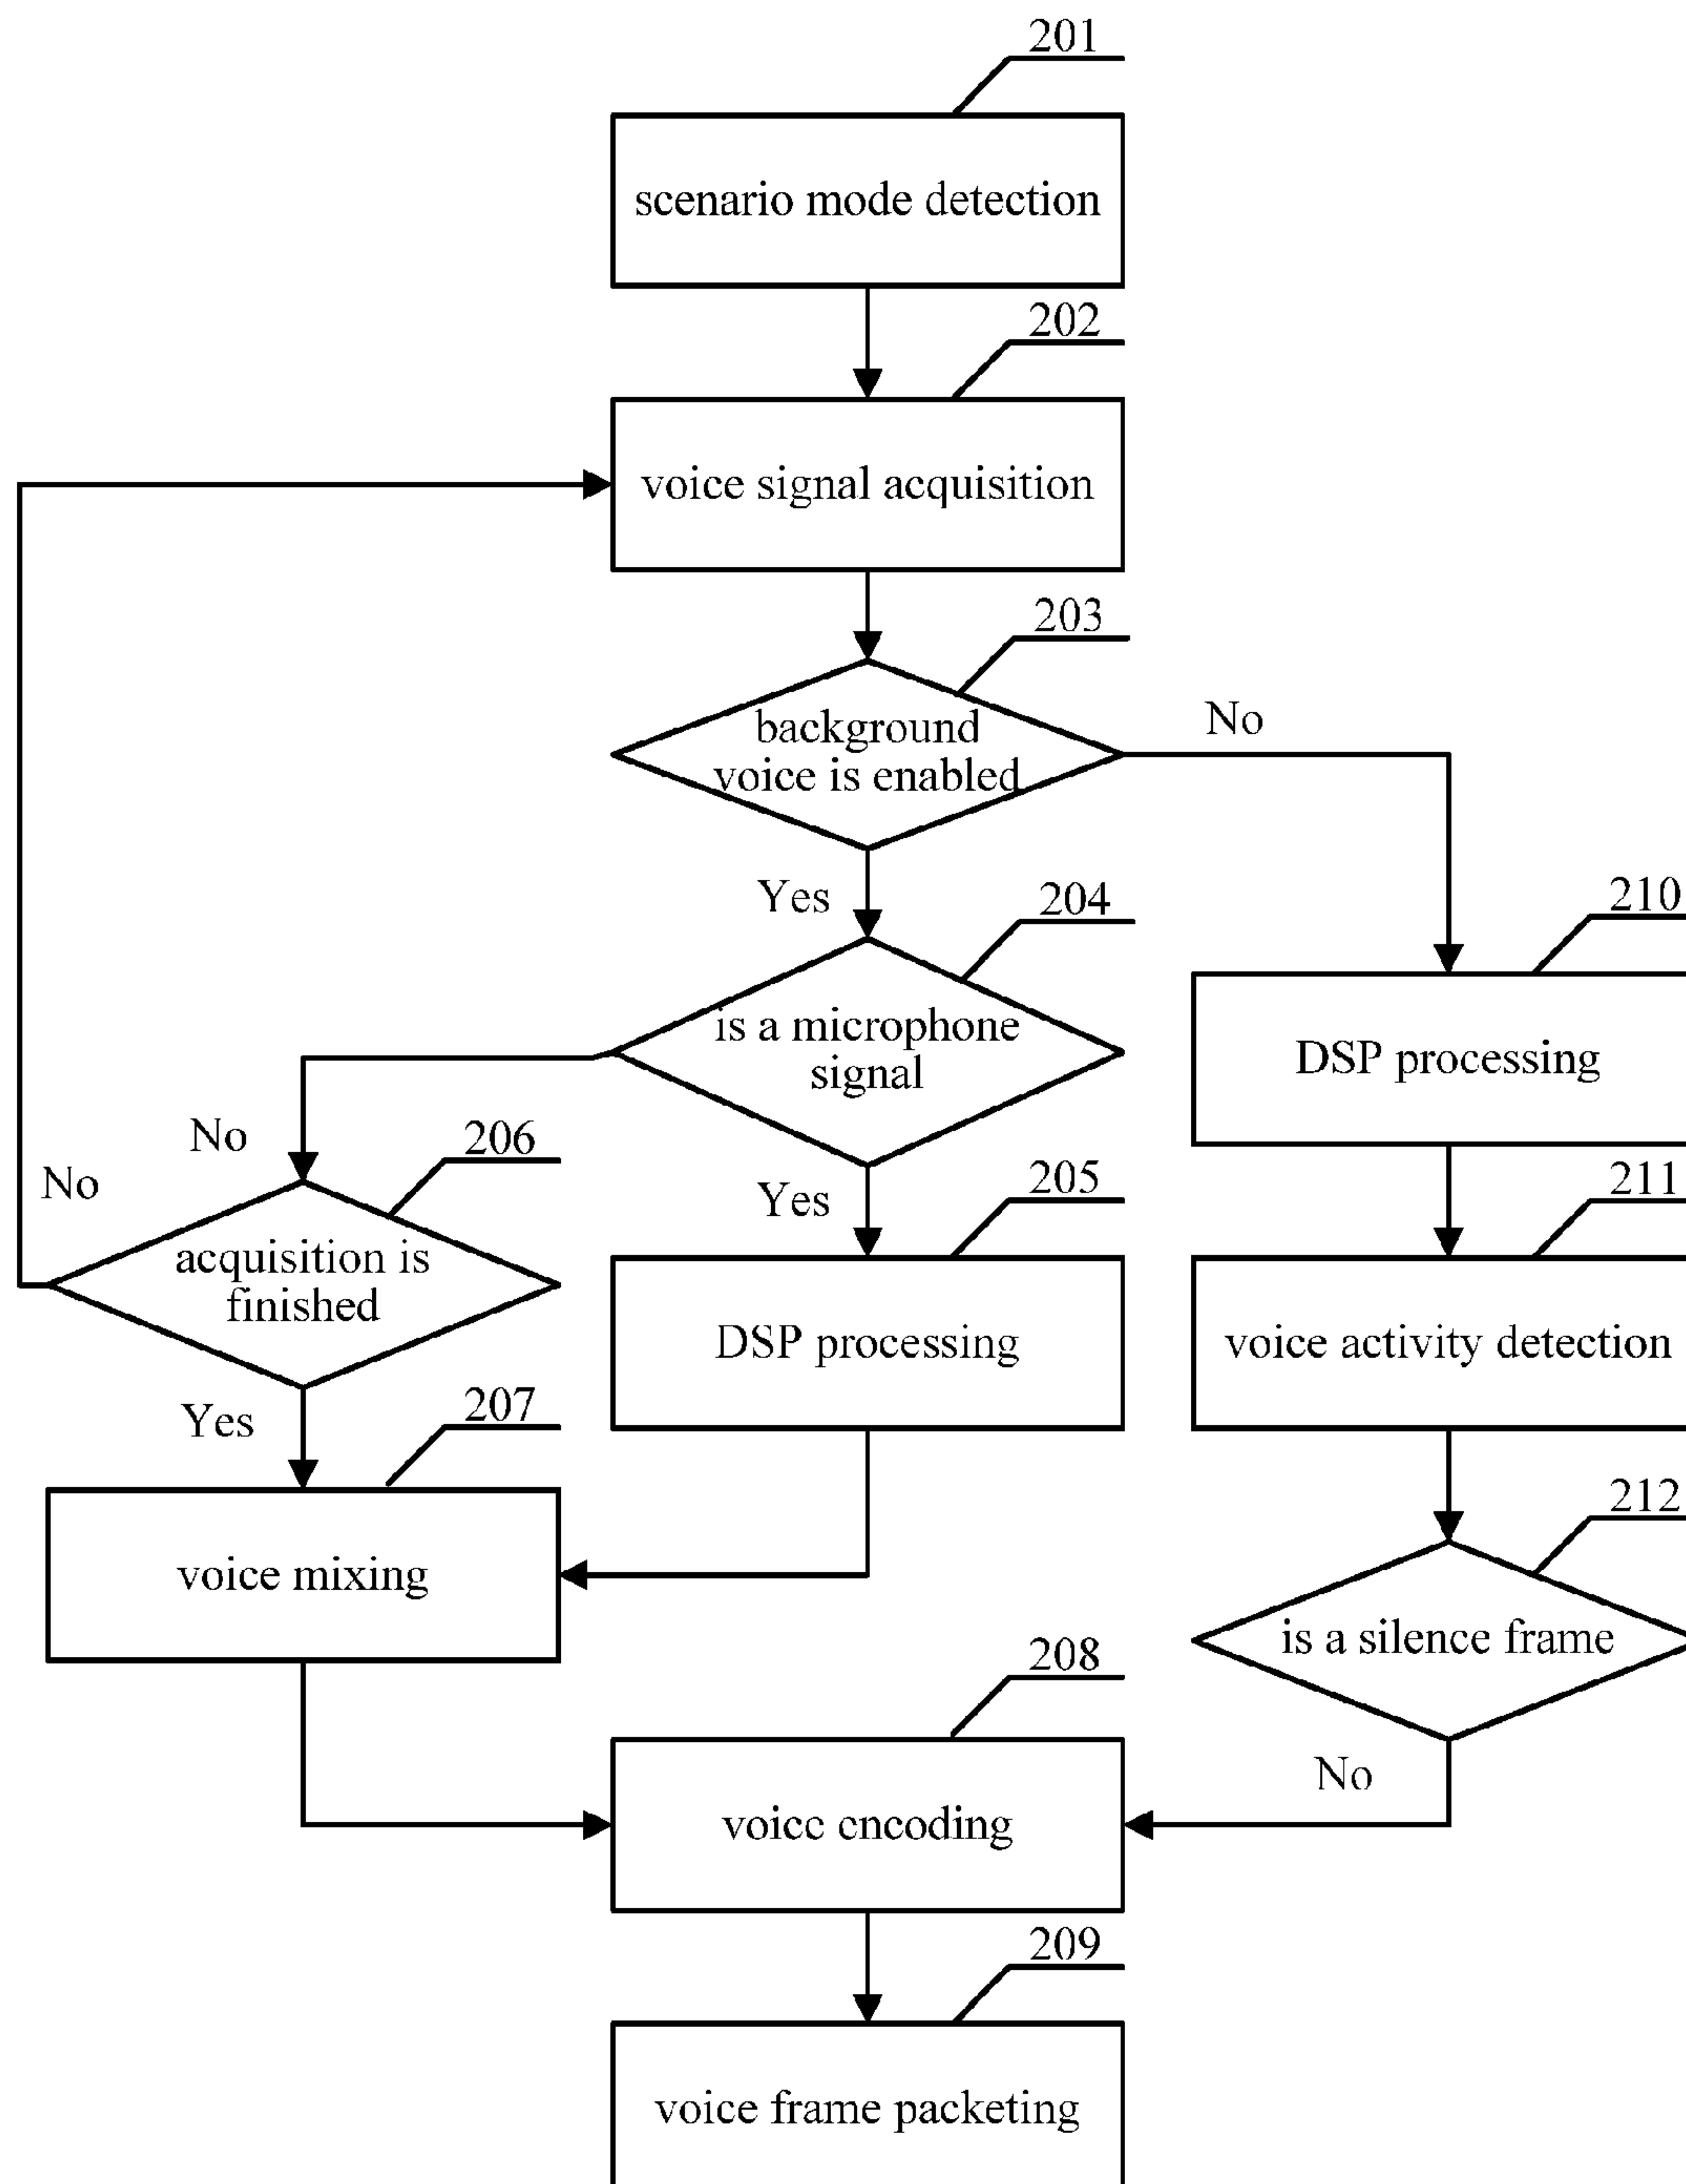 201
scenario mode detection
202
voice signal acquisition
203
background
voice is enabled
No
Yes
204
is a microphone
signal
210
DSP processing
No
No
206
acquisition is
finished
Yes
205
DSP processing
211
voice activity detection
Yes
207
voice mixing
212
is a silence frame
No
208
voice encoding
209
voice frame packeting